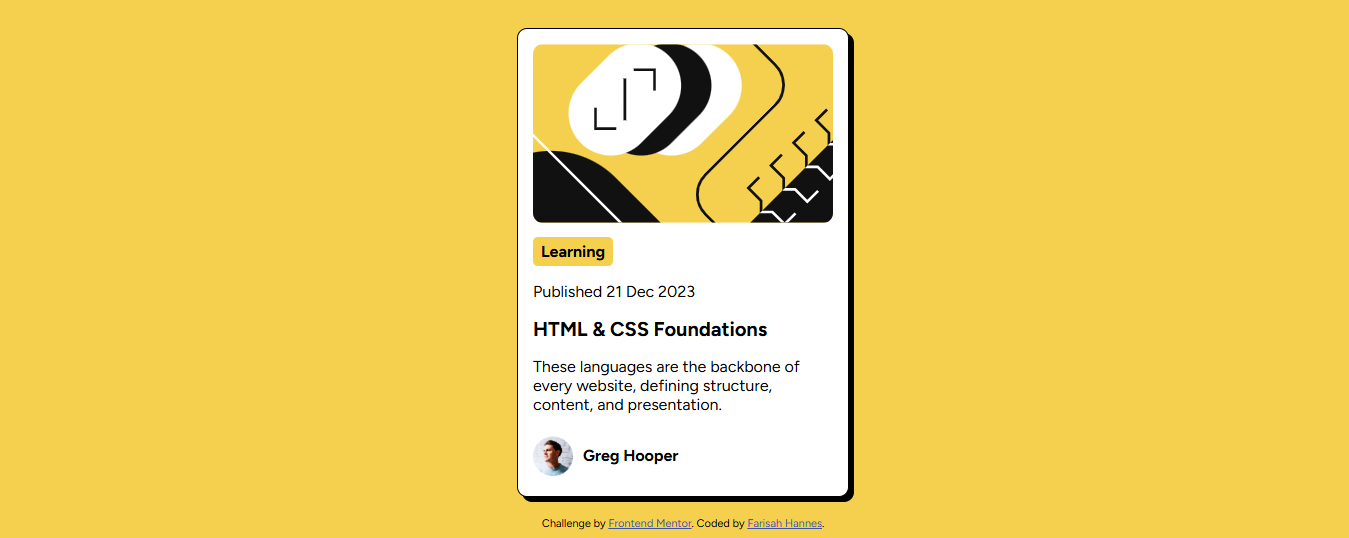 Learning
Published 21 Dec 2023
HTML & CSS Foundations
These languages are the backbone of
every website, defining structure,
content, and presentation.
Greg Hooper
Challenge by Frontend Mentor. Coded by Farisah Hannes.